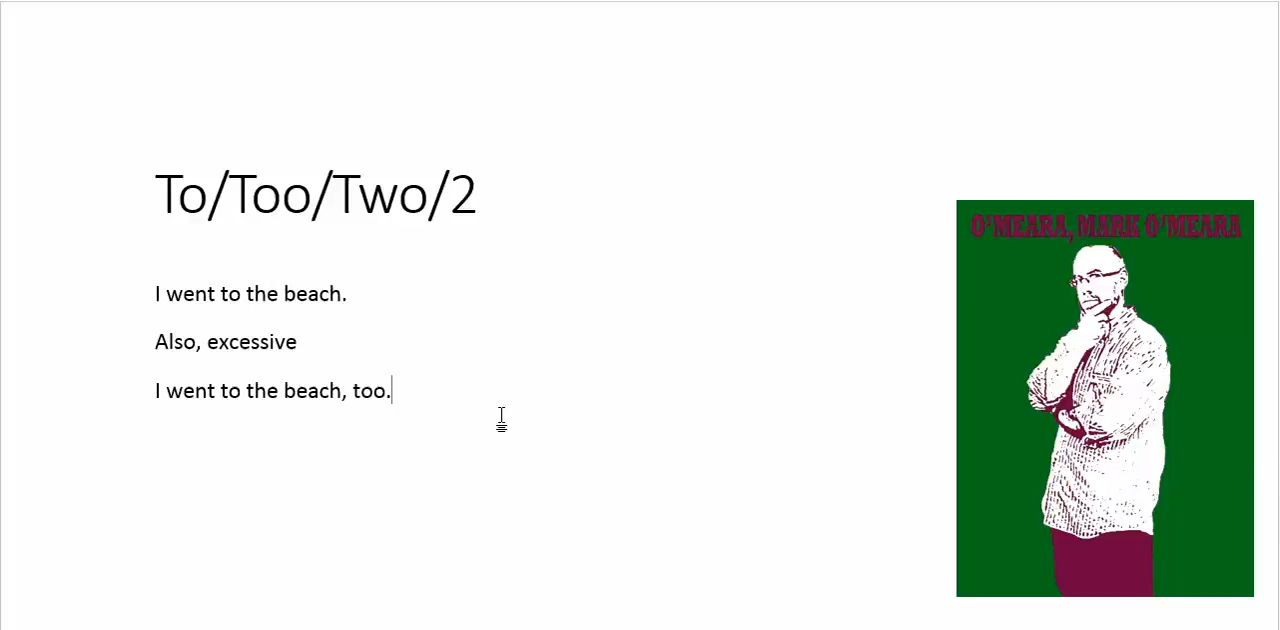 To/Too/Two/2
I went to the beach.
Also, excessive
I went to the beach, too.
O'MEARA, MARK O'MEARA